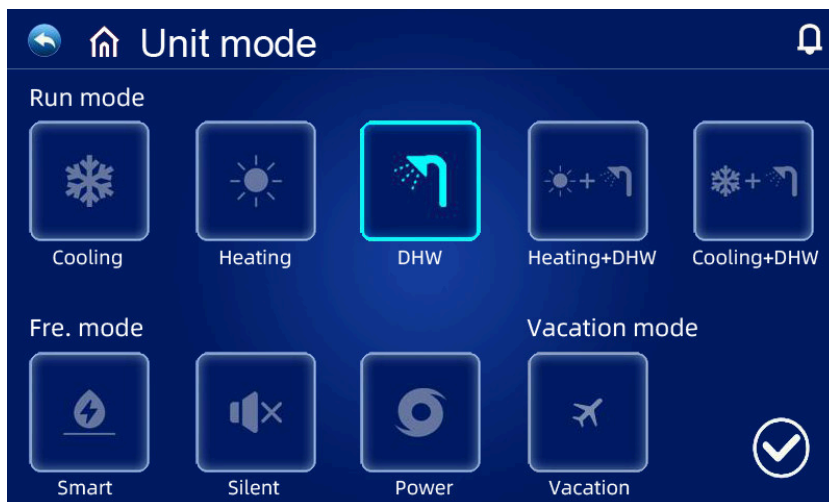 Unit mode
Run mode
Cooling Heating DHW Heating+DHW Cooling+DHW
Fre. mode Vacation mode
Smart Silent Power Vacation